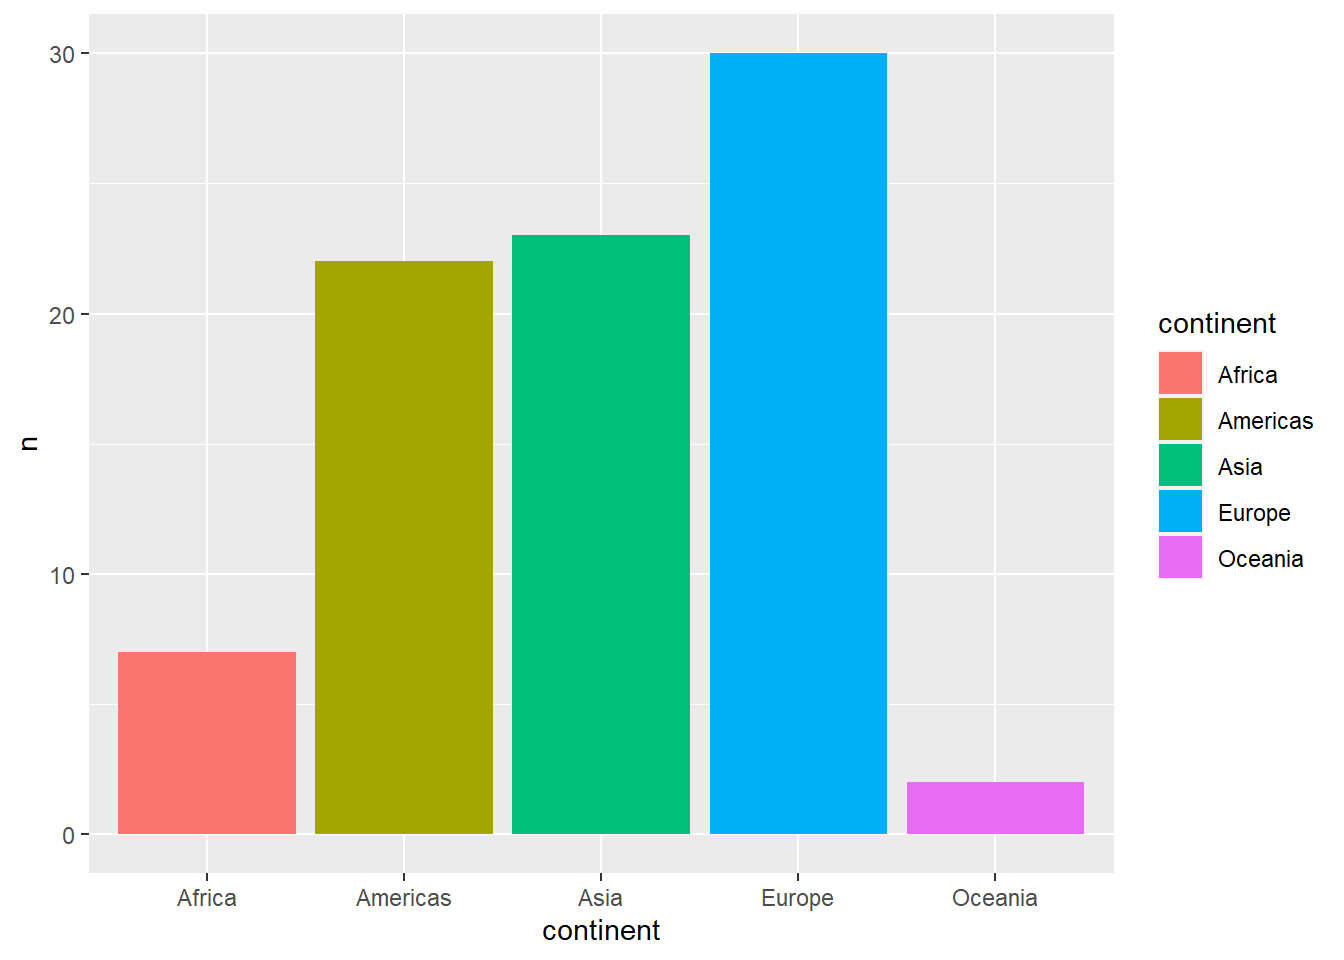 30
20
10
0
n
Africa Americas Asia Europe Oceania
continent
continent
Africa
Americas
Asia
Europe
Oceania